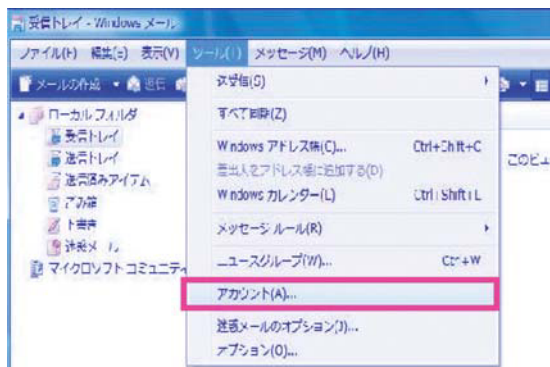 受信トレイ - Windows メール
ファイル(F) 編集(E) 表示(V) ツール(T) メッセージ(M) ヘルプ(H)
メールの作成 返信
送受信(S)
すべて同期(Z)
Windows アドレス帳(C)... Ctrl+Shift+C
差出人をアドレス帳に追加する(D)
Windows カレンダー(L) Ctrl+Shift+L
メッセージ ルール(R)
ニュースグループ(W)... Ctrl+W
アカウント(A)...
迷惑メールのオプション(J)...
オプション(O)...
ローカル フォルダ
受信トレイ
送信トレイ
送信済みアイテム
ごみ箱
下書き
迷惑メール
マイクロソフト コミュニティ
このビュ